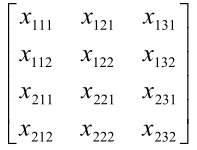 x₁₁₁ x₁₂₁ x₁₃₁
x₁₁₂ x₁₂₂ x₁₃₂
x₂₁₁ x₂₂₁ x₂₃₁
x₂₁₂ x₂₂₂ x₂₃₂